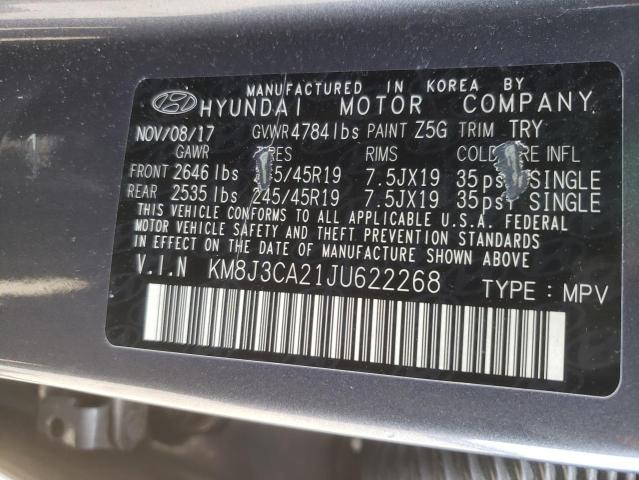 MANUFACTURED IN KOREA BY
HYUNDAI MOTOR COMPANY
NOV/08/17 GVWR4784lbs PAINT Z5G TRIM TRY
GAWR RIMS INFL
FRONT 2646 lbs /45R19 7.5JX19 35 SINGLE
REAR 2535 lbs 245/45R19 7.5JX19 35 SINGLE
THIS VEHICLE CONFORMS TO ALL APPLICABLE U.S.A. FEDERAL
MOTOR VEHICLE SAFETY AND THEFT PREVENTION STANDARDS
IN EFFECT ON THE DATE OF MANUFACTURE SHOWN ABOVE
V.I.N KM8J3CA21JU622268 TYPE : MPV